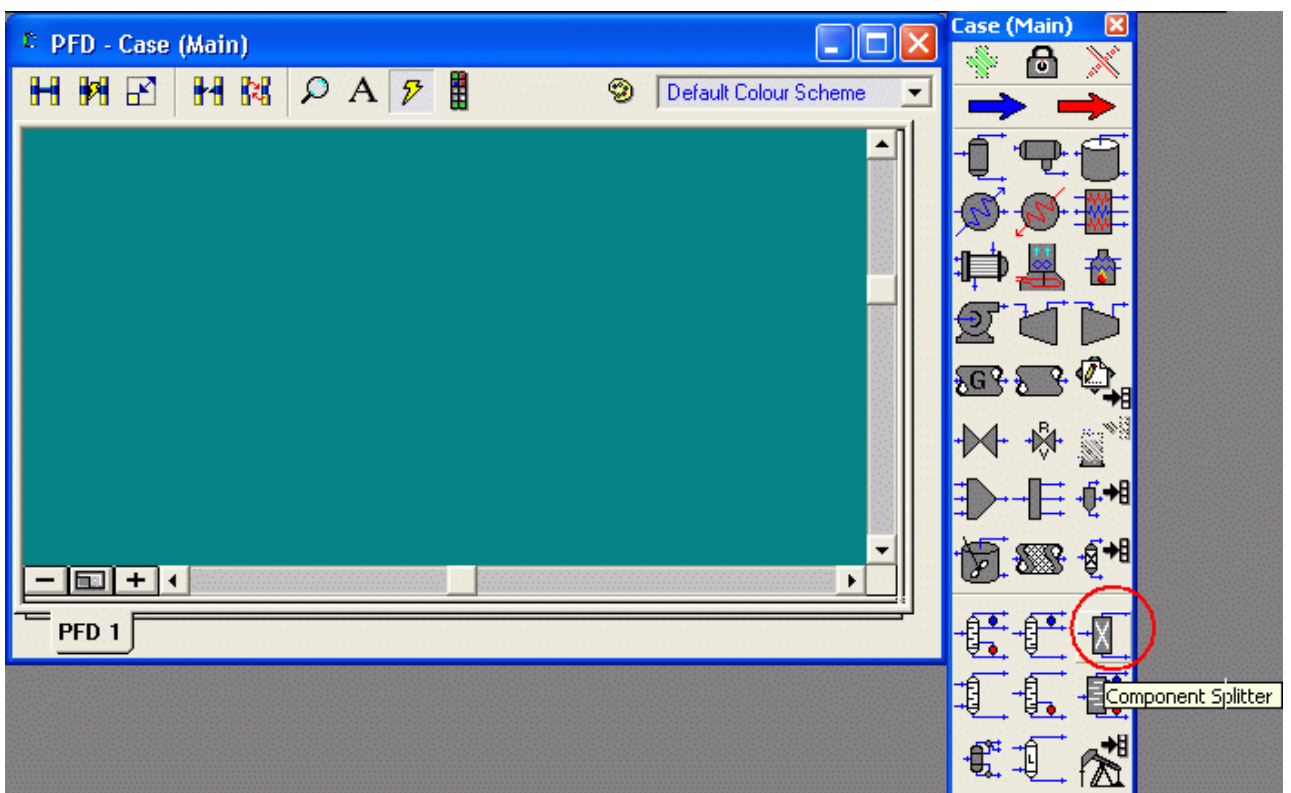 PFD - Case (Main)
Case (Main)
A
Default Colour Scheme
G
R
V
PFD 1
Component Splitter
L